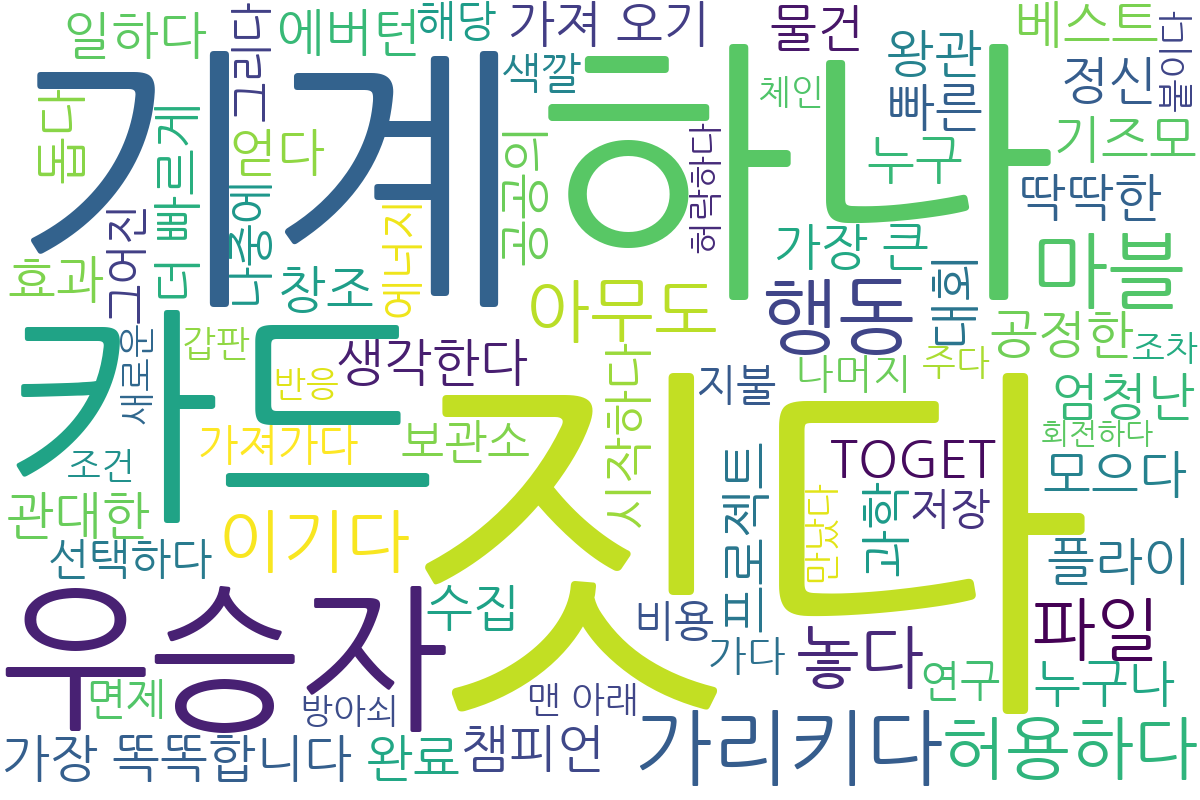 일하다
그리다
에버턴
해당
가져 오기
물건
왕관
베스트
붙이다
기계
하나
색깔
체인
빠른
정신
돕다
더 빠르게
얻다
나중에
에너지
공공의
허락하다
누구
기즈모
딱딱한
효과
그어진
창조
아무도
행동
가장 큰
대회
마블
공정한
조차
카드
새로운
갑판
반응
생각한다
시작하다
지불
나머지
주다
엄청난
회전하다
짓다
가져가다
보관소
조건
관대한
선택하다
이기다
프로젝트
TOGET
만났다
과학
저장
모으다
플라이
우승자
수집
비용
가다
놓다
파일
연구
누구나
면제
방아쇠
맨 아래
가장 똑똑합니다
완료
챔피언
가리키다
허용하다